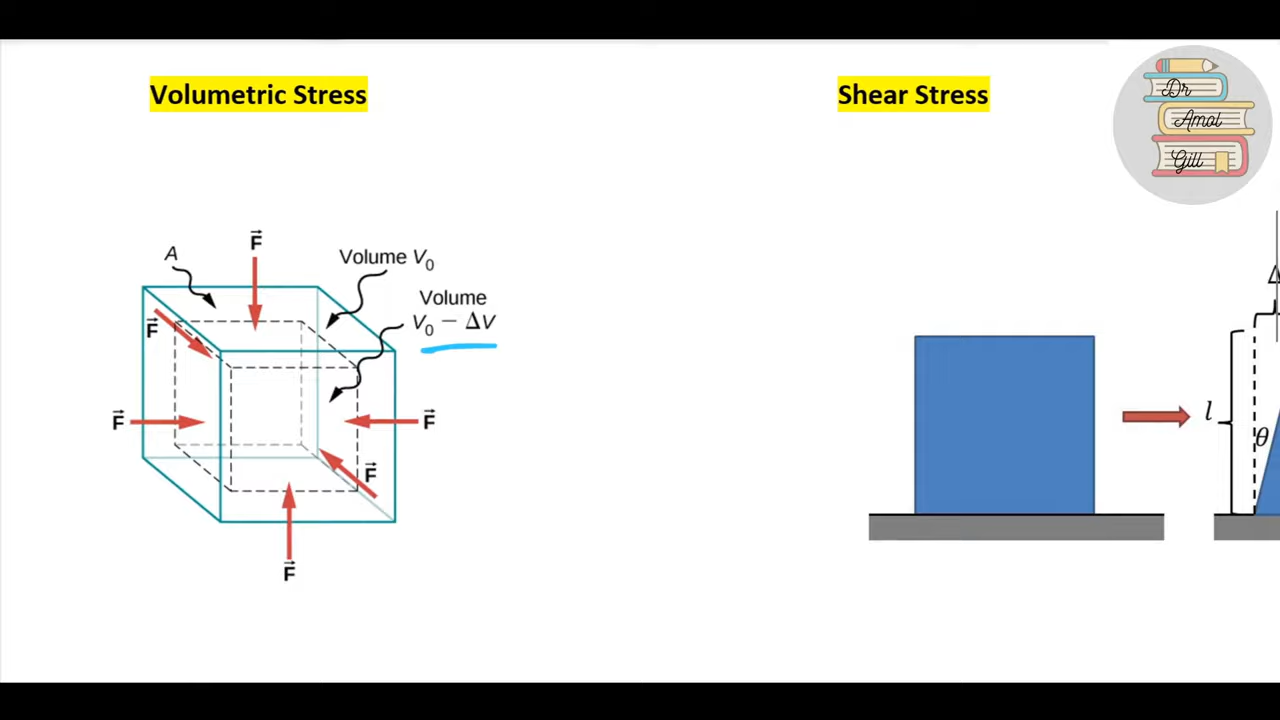 Volumetric Stress
Shear Stress
Dr
Amol
Gill
F
A
Volume V₀
Volume
V₀ − ΔV
F
F
F
F
F
Δ
l
θ